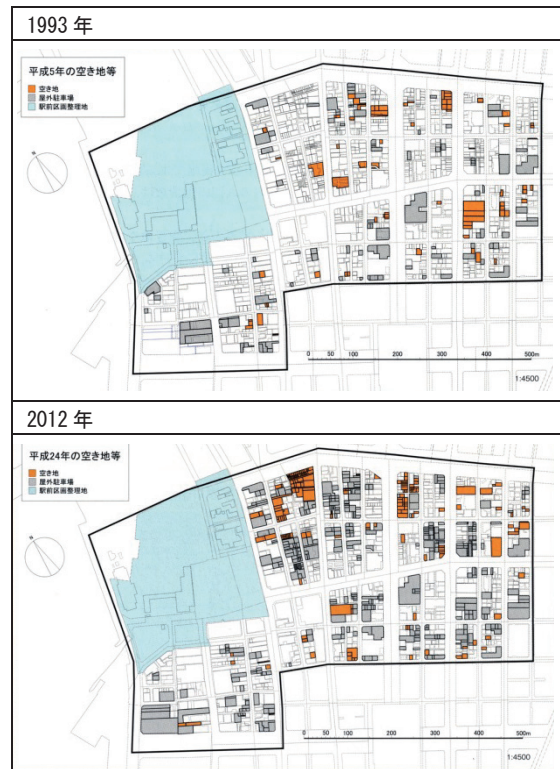 1993 年
平成5年の空き地等
空き地
屋外駐車場
駅前区画整理地
0 50 100 200 300 400 500m
1:4500
2012 年
平成24年の空き地等
空き地
屋外駐車場
駅前区画整理地
0 50 100 200 300 400 500m
1:4500